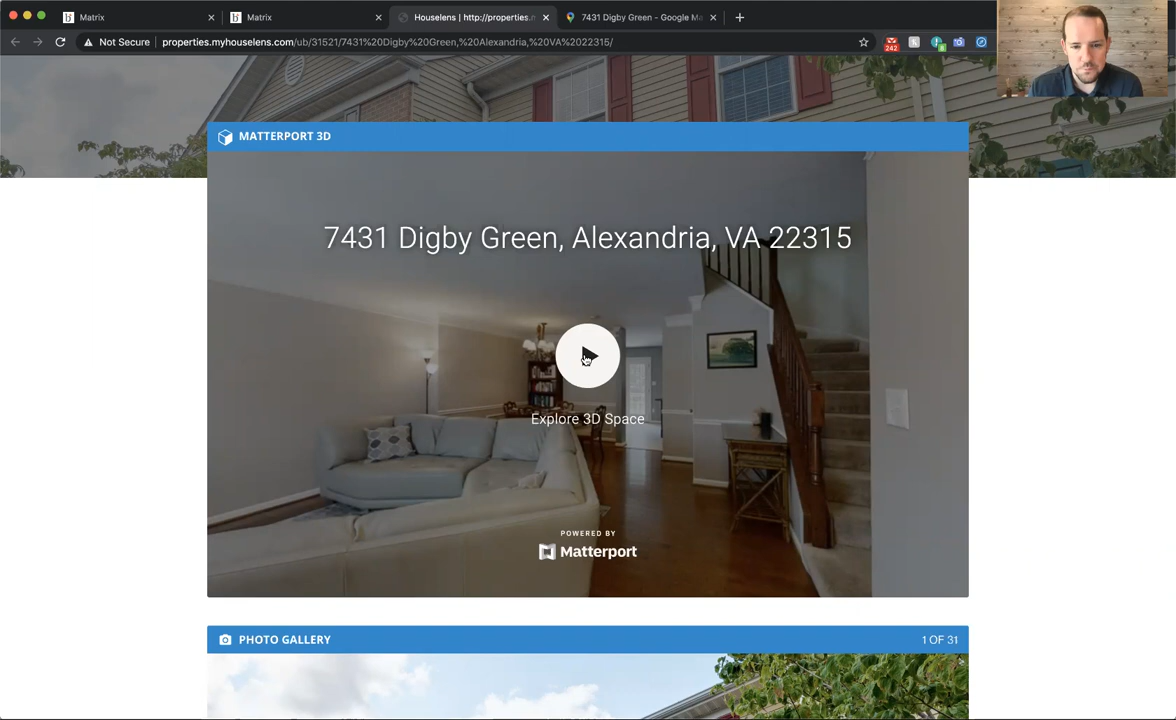 Matrix
Matrix
Houselens | http://properties.m
7431 Digby Green - Google Ma
Not Secure
properties.myhouselens.com/ub/31521/7431%20Digby%20Green,%20Alexandria,%20VA%2022315/
242
6
MATTERPORT 3D
7431 Digby Green, Alexandria, VA 22315
Explore 3D Space
POWERED BY
Matterport
PHOTO GALLERY
1 OF 31